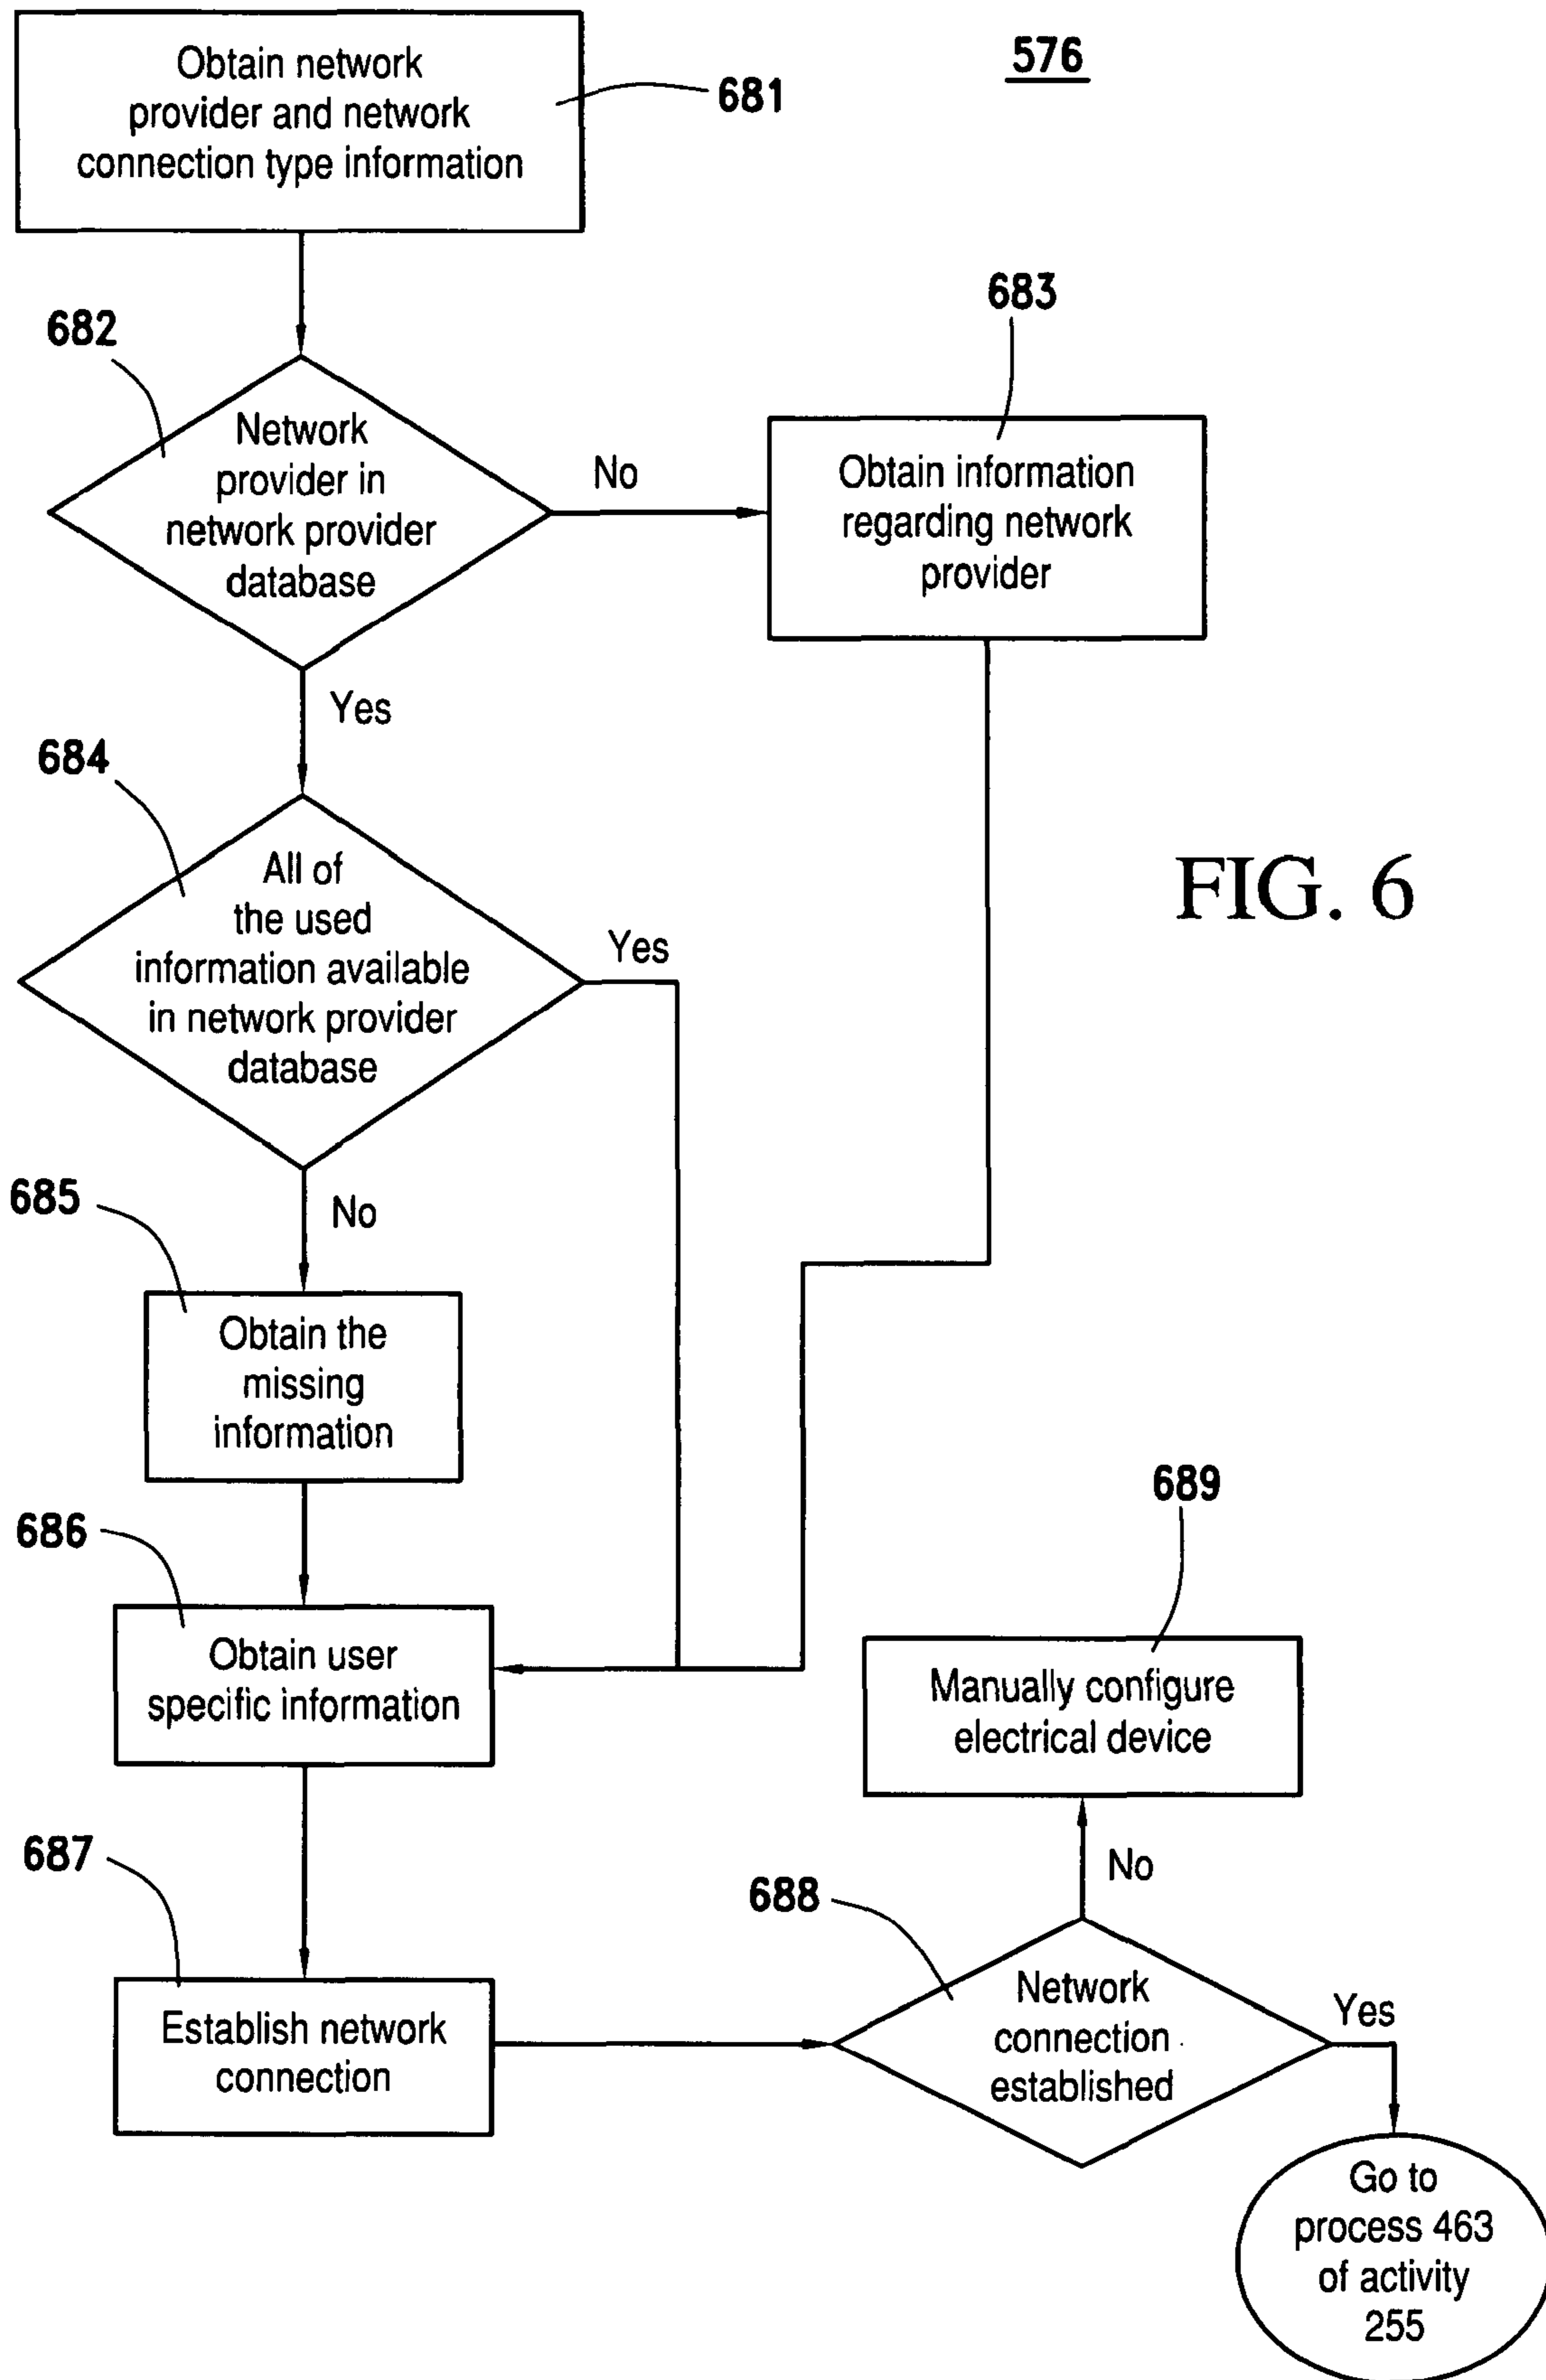 Obtain network
provider and network
connection type information
681
576
682
Network
provider in
network provider
database
No
683
Obtain information
regarding network
provider
Yes
684
All of
the used
information available
in network provider
database
Yes
FIG. 6
No
685
Obtain the
missing
information
686
Obtain user
specific information
689
Manually configure
electrical device
687
Establish network
connection
No
688
Network
connection
established
Yes
Go to
process 463
of activity
255